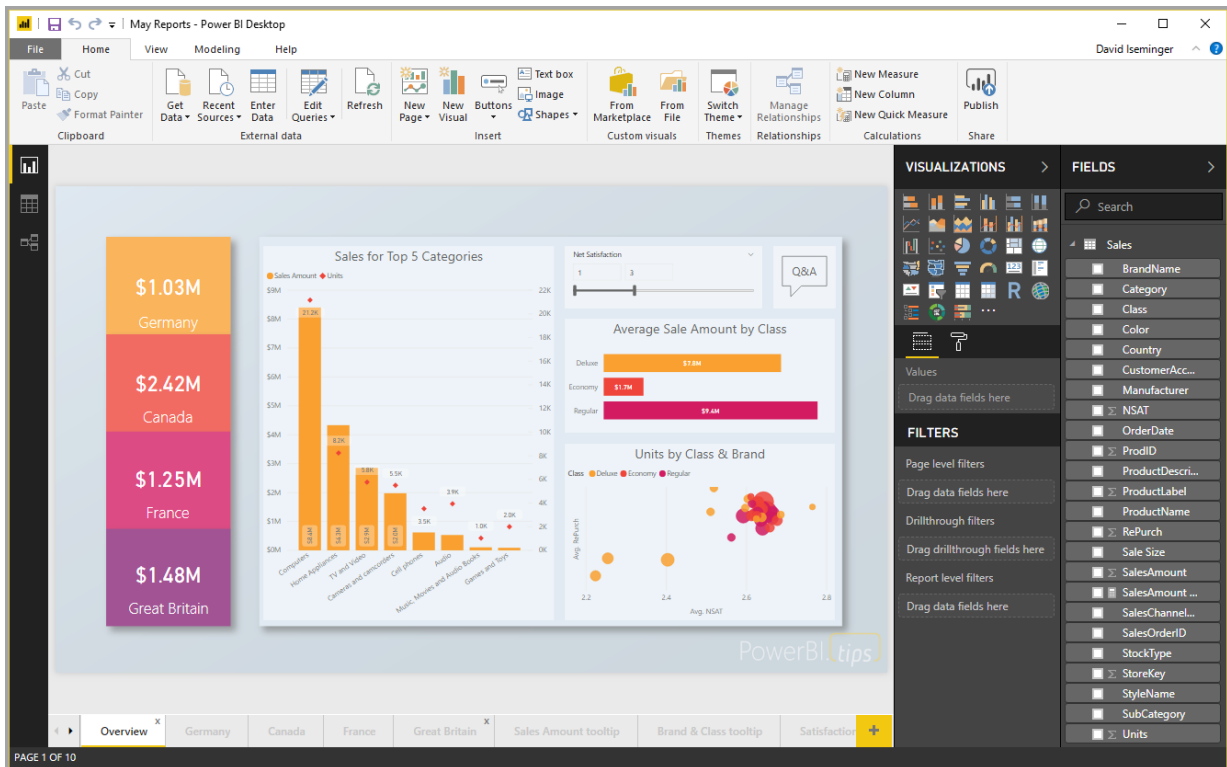 May Reports - Power BI Desktop
File Home View Modeling Help David Iseminger
Cut
Copy
Format Painter
Paste
Clipboard
Get Data
Recent Sources
Enter Data
Edit Queries
Refresh
External data
New Page
New Visual
Buttons
Text box
Image
Shapes
Insert
From Marketplace
From File
Custom visuals
Switch Theme
Themes
Manage Relationships
Relationships
New Measure
New Column
New Quick Measure
Calculations
Publish
Share
$1.03M
Germany
$2.42M
Canada
$1.25M
France
$1.48M
Great Britain
Sales for Top 5 Categories
Sales Amount Units
$9M
$8M
$7M
$6M
$5M
$4M
$3M
$2M
$1M
$0M
22K
20K
18K
16K
14K
12K
10K
8K
6K
4K
2K
0K
21.2K
8.2K
5.8K
5.5K
3.5K
3.9K
1.0K
2.0K
$8.4M
$4.3M
$2.9M
$2.0M
Computers
Home Appliances
TV and Video
Cameras and camcorders
Cell phones
Audio
Music, Movies and Audio Books
Games and Toys
Net Satisfaction
1 3
Q&A
Average Sale Amount by Class
Deluxe $7.8M
Economy $1.7M
Regular $9.6M
Units by Class & Brand
Class Deluxe Economy Regular
Avg. RePurch
2.2 2.4 2.6 2.8
Avg. NSAT
PowerBI.tips
VISUALIZATIONS
123
R
Values
Drag data fields here
FILTERS
Page level filters
Drag data fields here
Drillthrough filters
Drag drillthrough fields here
Report level filters
Drag data fields here
FIELDS
Search
Sales
BrandName
Category
Class
Color
Country
CustomerAcc...
Manufacturer
Σ NSAT
OrderDate
Σ ProdID
ProductDescri...
Σ ProductLabel
ProductName
Σ RePurch
Sale Size
Σ SalesAmount
SalesAmount ...
SalesChannel...
SalesOrderID
StockType
Σ StoreKey
StyleName
SubCategory
Σ Units
Overview x Germany Canada France Great Britain x Sales Amount tooltip Brand & Class tooltip Satisfaction +
PAGE 1 OF 10